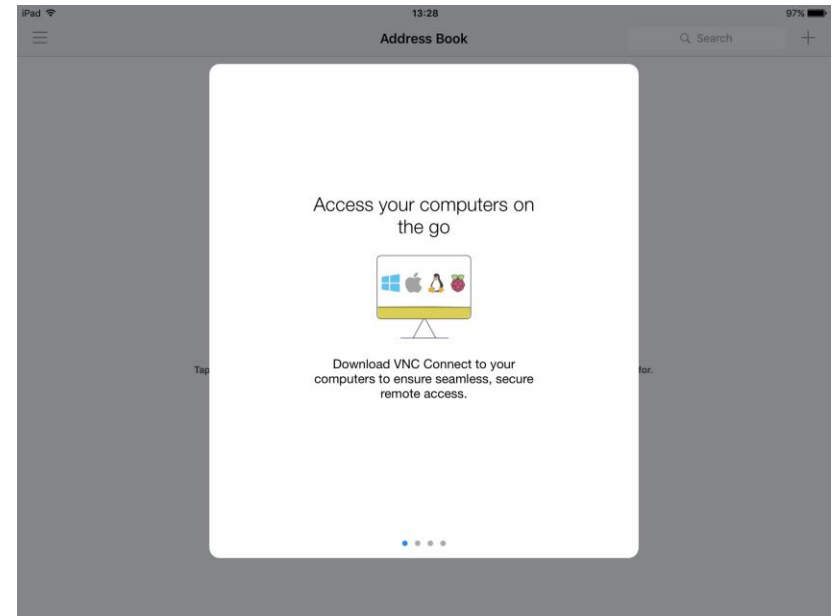 iPad 13:28 97%
Address Book
Search
Access your computers on
the go
Download VNC Connect to your
computers to ensure seamless, secure
remote access.
Tap
for.